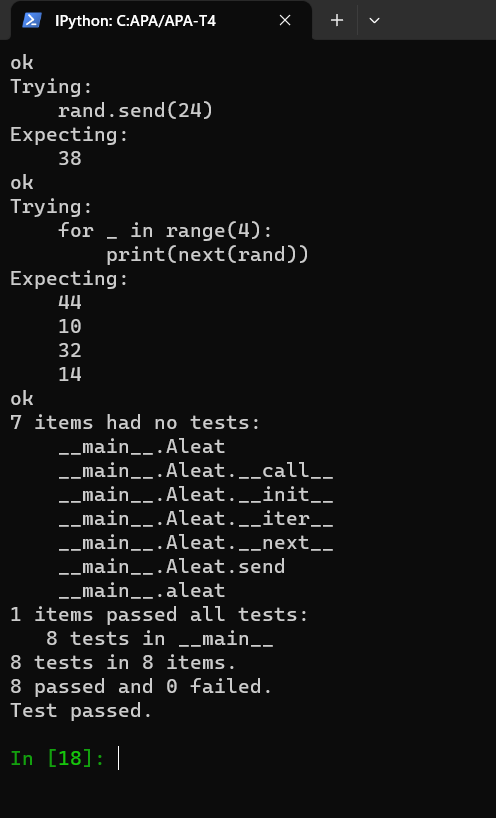 IPython: C:APA/APA-T4
ok
Trying:
    rand.send(24)
Expecting:
    38
ok
Trying:
    for _ in range(4):
        print(next(rand))
Expecting:
    44
    10
    32
    14
ok
7 items had no tests:
    __main__.Aleat
    __main__.Aleat.__call__
    __main__.Aleat.__init__
    __main__.Aleat.__iter__
    __main__.Aleat.__next__
    __main__.Aleat.send
    __main__.aleat
1 items passed all tests:
   8 tests in __main__
8 tests in 8 items.
8 passed and 0 failed.
Test passed.
In [18]: